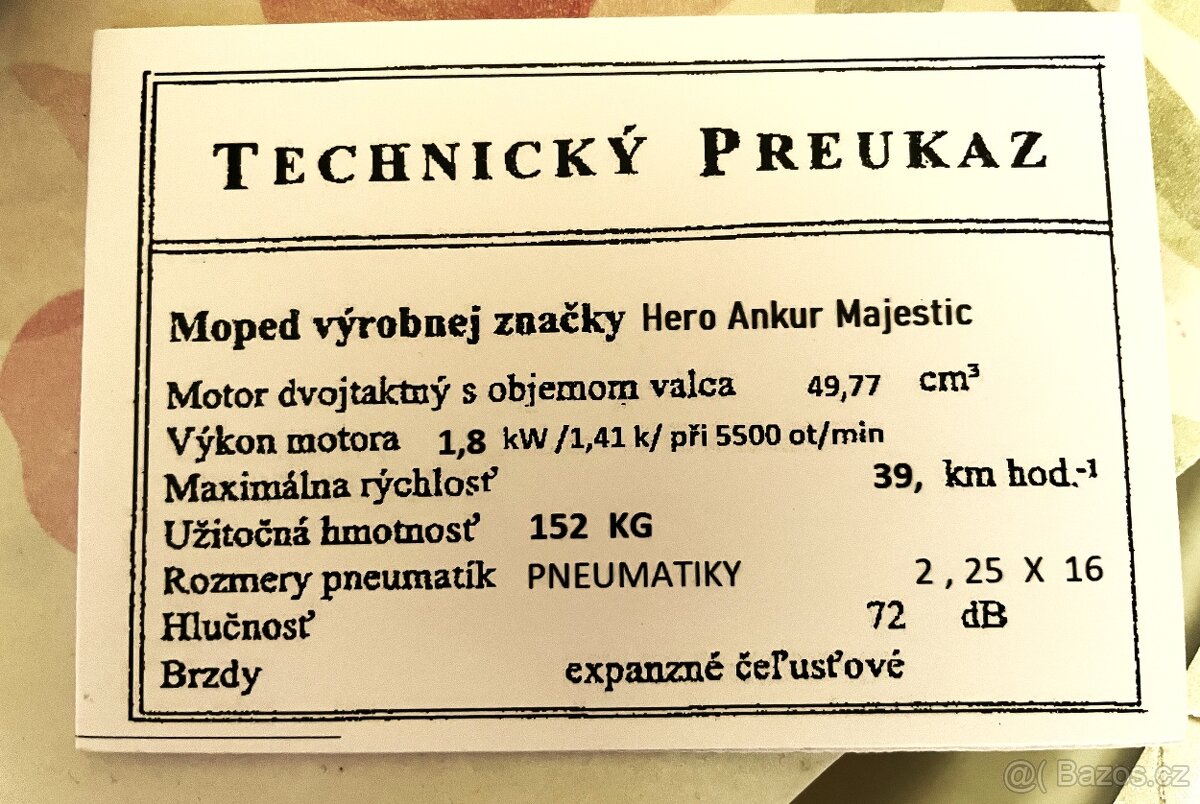 TECHNICKÝ PREUKAZ
Moped výrobnej značky Hero Ankur Majestic
Motor dvojtaktný s objemom valca 49,77 cm³
Výkon motora 1,8 kW /1,41 k/ při 5500 ot/min
Maximálna rýchlosť 39, km hod.-¹
Užitočná hmotnosť 152 KG
Rozmery pneumatík PNEUMATIKY 2,25 X 16
Hlučnosť 72 dB
Brzdy expanzné čeľusťové
@( Bazos.cz